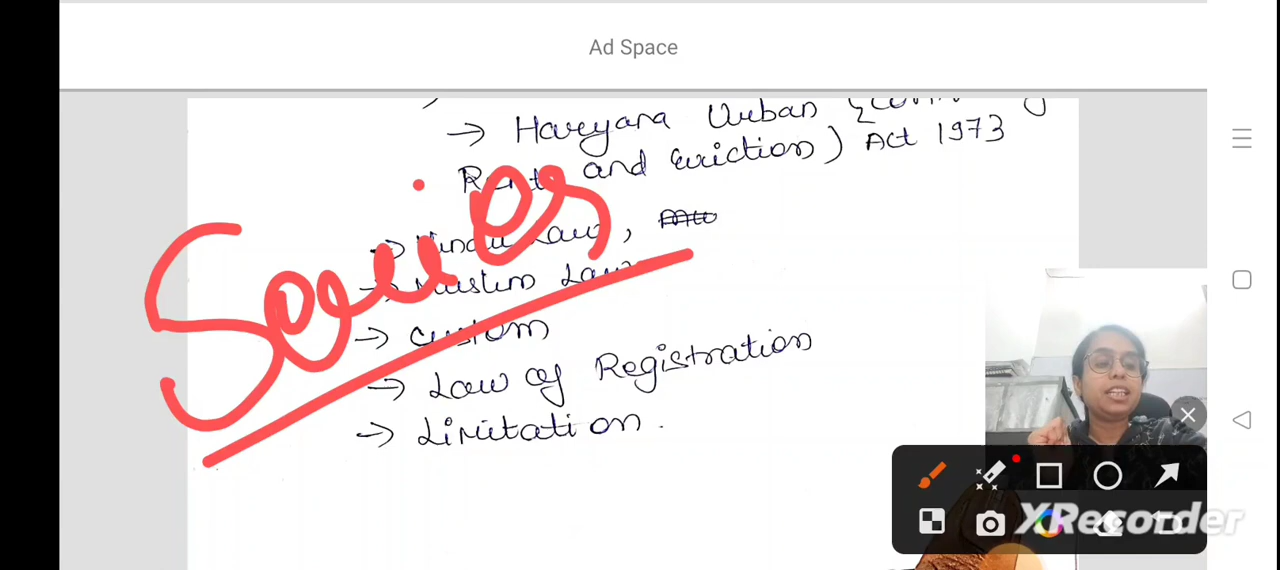 Ad Space
→ Haryana Urban
Rent and Eviction) Act 1973
Series
→ Hindu Law,
→ Muslim Law
→ Custom
→ Law of Registration
→ Limitation.
XRecorder